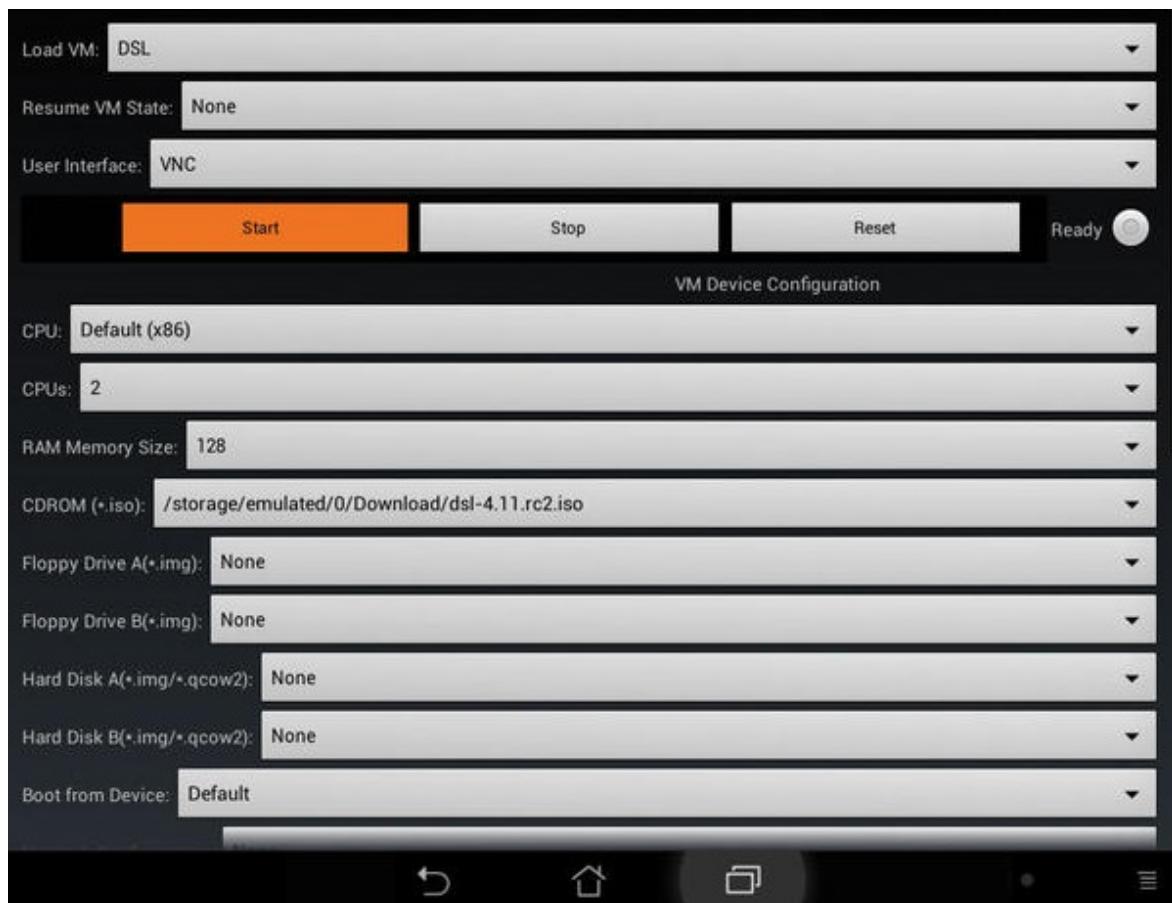 Load VM: DSL
Resume VM State: None
User Interface: VNC
Start Stop Reset Ready
VM Device Configuration
CPU: Default (x86)
CPUs: 2
RAM Memory Size: 128
CDROM (*.iso): /storage/emulated/0/Download/dsl-4.11.rc2.iso
Floppy Drive A(*.img): None
Floppy Drive B(*.img): None
Hard Disk A(*.img/*.qcow2): None
Hard Disk B(*.img/*.qcow2): None
Boot from Device: Default